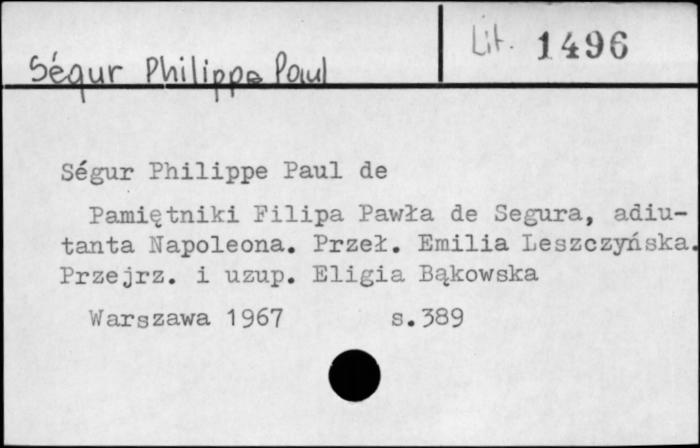 Lit. 1496
Ségur Philippe Paul
Ségur Philippe Paul de
Pamiętniki Filipa Pawła de Segura, adiu-
tanta Napoleona. Przeł. Emilia Leszczyńska.
Przejrz. i uzup. Eligia Bąkowska
Warszawa 1967 s.389